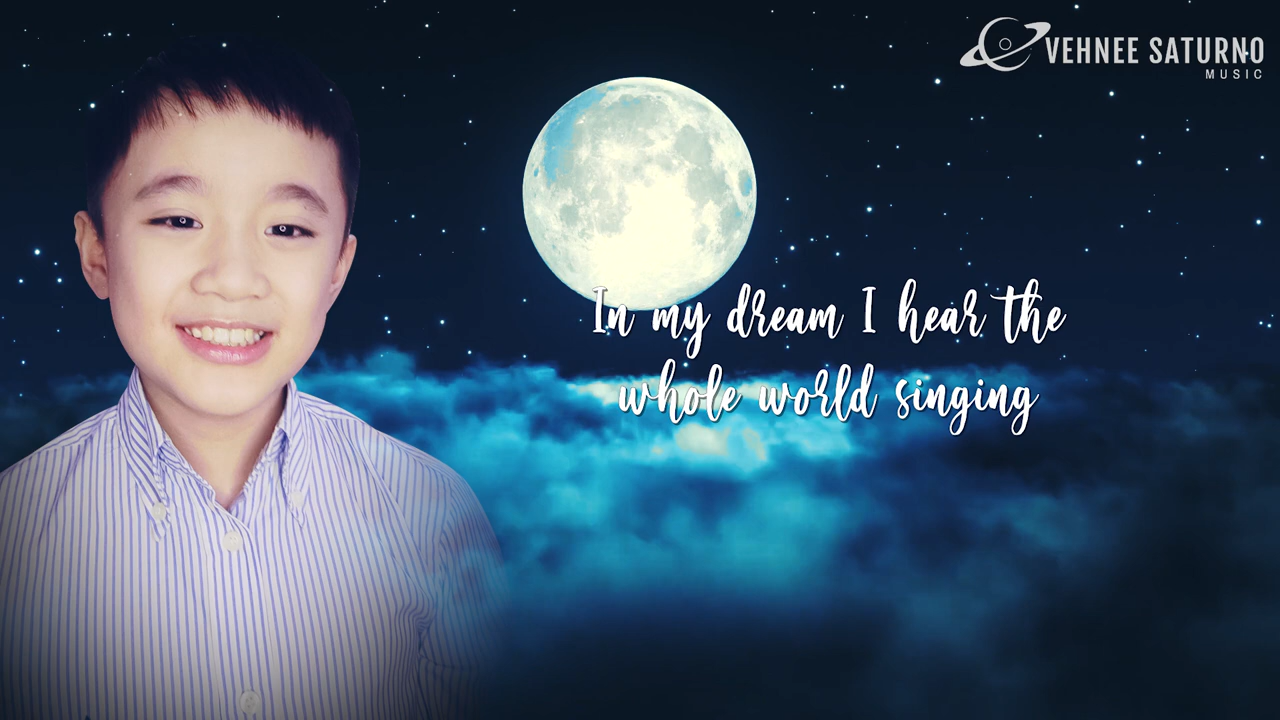 VEHNEE SATURNO
MUSIC
In my dream I hear the
whole world singing